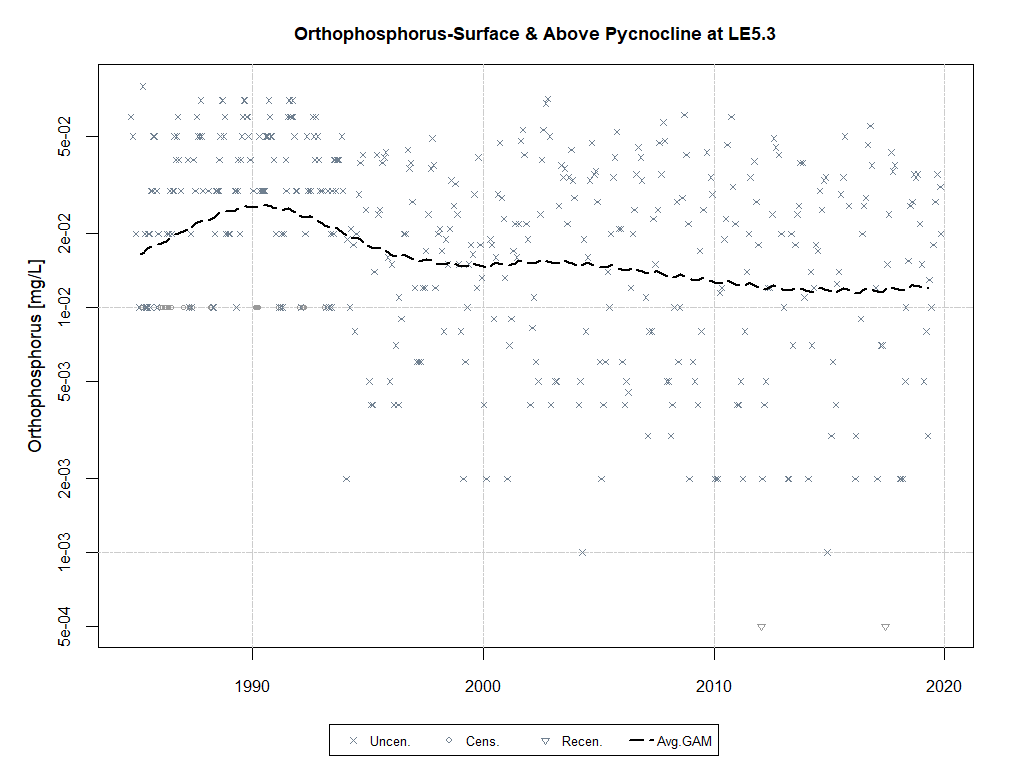 Orthophosphorus-Surface & Above Pycnocline at LE5.3
Orthophosphorus [mg/L]
5e-02
2e-02
1e-02
5e-03
2e-03
1e-03
5e-04
1990 2000 2010 2020
Uncen. Cens. Recen. Avg.GAM